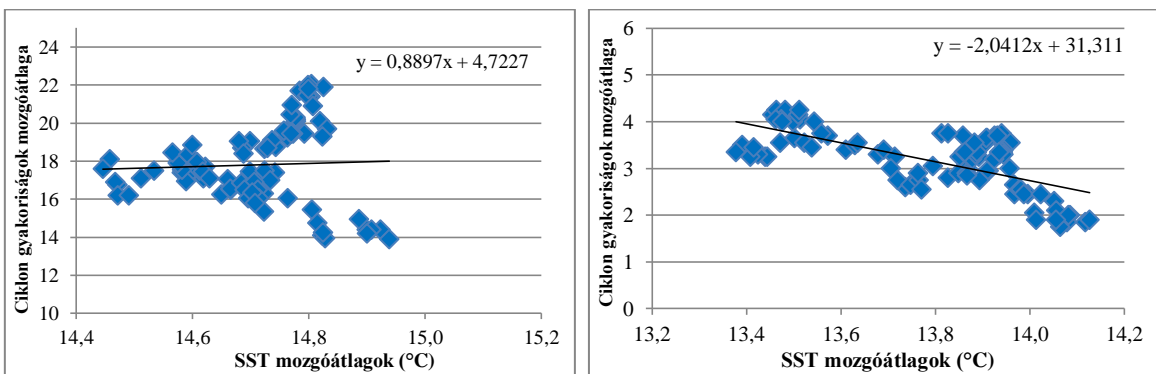 Ciklon gyakoriságok mozgóátlaga
24
22
20
18
16
14
12
10
y = 0,8897x + 4,7227
14,4 14,6 14,8 15,0 15,2
SST mozgóátlagok (°C)
Ciklon gyakoriságok mozgóátlaga
6
5
4
3
2
1
0
y = -2,0412x + 31,311
13,2 13,4 13,6 13,8 14,0 14,2
SST mozgóátlagok (°C)